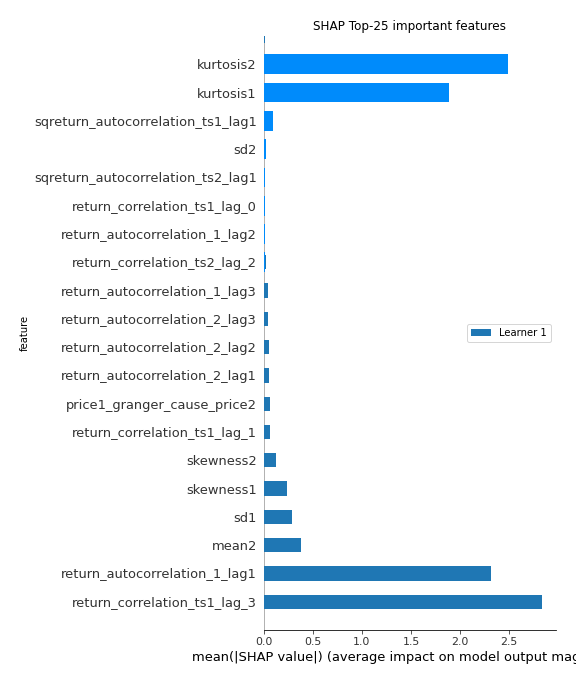 SHAP Top-25 important features
kurtosis2
kurtosis1
sqreturn_autocorrelation_ts1_lag1
sd2
sqreturn_autocorrelation_ts2_lag1
return_correlation_ts1_lag_0
return_autocorrelation_1_lag2
return_correlation_ts2_lag_2
return_autocorrelation_1_lag3
return_autocorrelation_2_lag3
return_autocorrelation_2_lag2
return_autocorrelation_2_lag1
price1_granger_cause_price2
return_correlation_ts1_lag_1
skewness2
skewness1
sd1
mean2
return_autocorrelation_1_lag1
return_correlation_ts1_lag_3
feature
Learner 1
0.0 0.5 1.0 1.5 2.0 2.5
mean(|SHAP value|) (average impact on model output mag